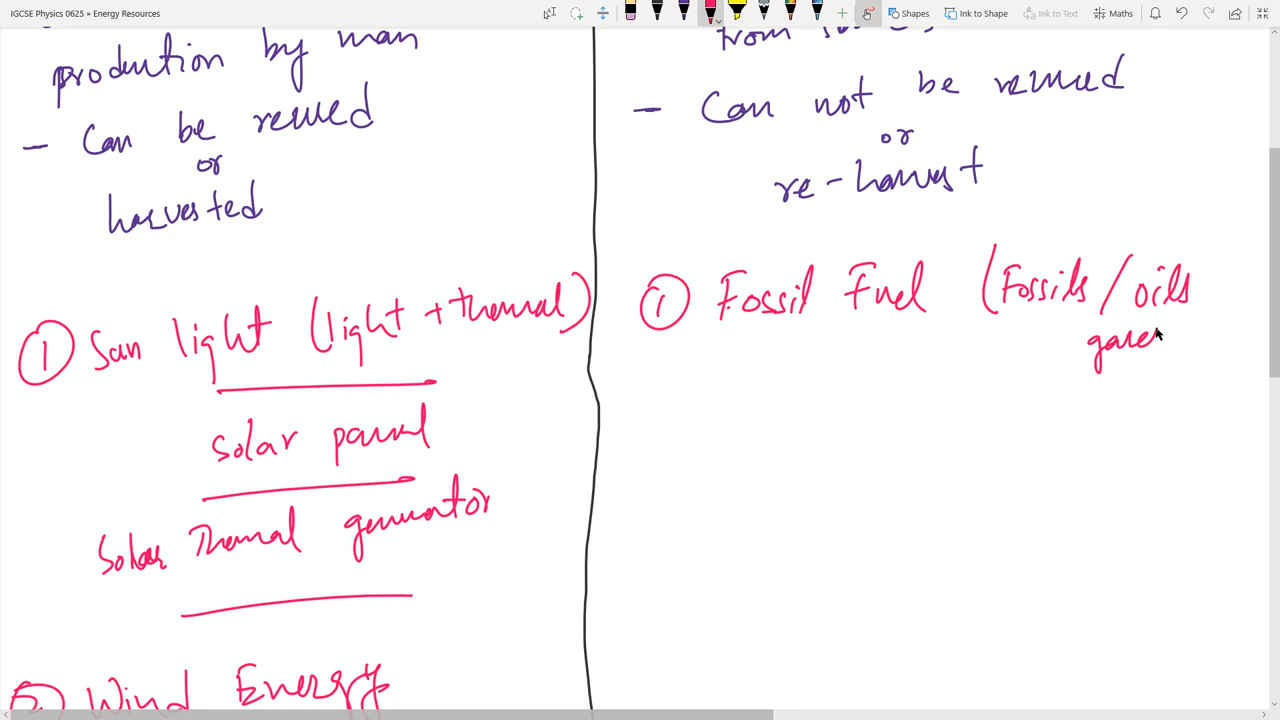 IGCSE Physics 0625 » Energy Resources
Shapes
Ink to Shape
Ink to Text
Maths
production by man
- Can be reused
or
harvested
① Sun light (light + thermal)
solar panel
Solar Thermal generator
Wind Energy
- Can not be reused
or
re-harvest
① Fossil Fuel (Fossils/oils